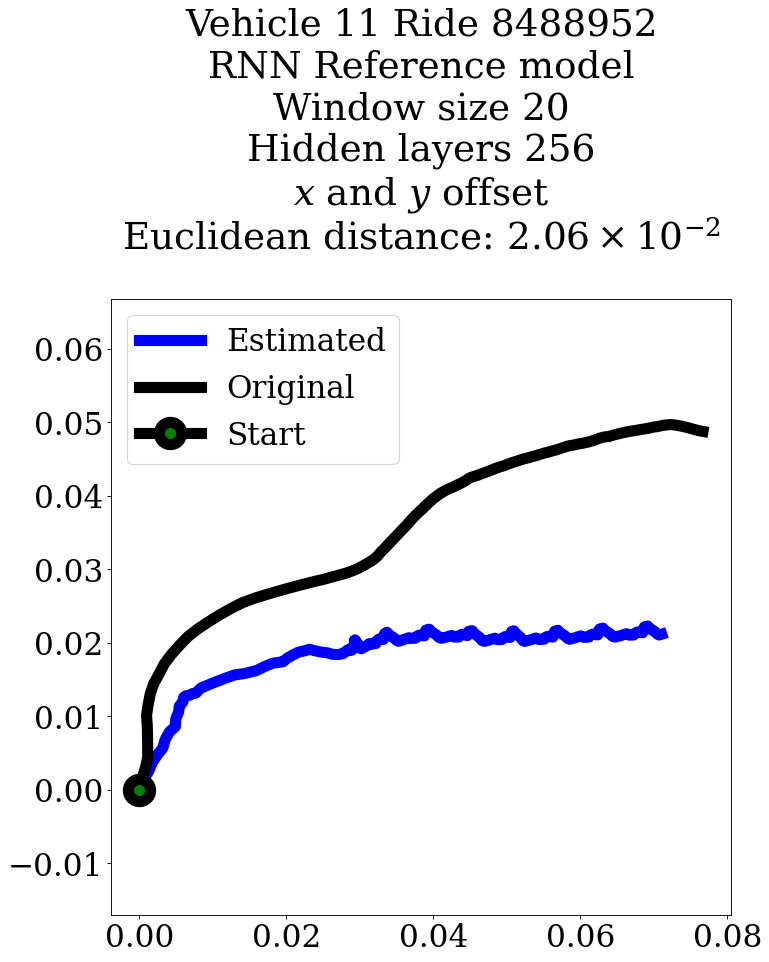 Vehicle 11 Ride 8488952
RNN Reference model
Window size 20
Hidden layers 256
x and y offset
Euclidean distance: 2.06 × 10⁻²
Estimated
Original
Start
0.06
0.05
0.04
0.03
0.02
0.01
0.00
−0.01
0.00 0.02 0.04 0.06 0.08